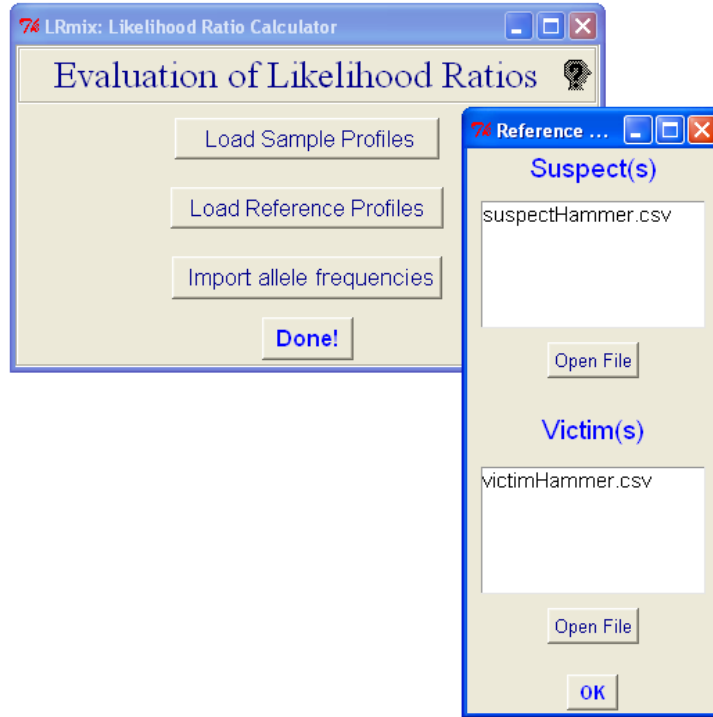 LRmix: Likelihood Ratio Calculator
Evaluation of Likelihood Ratios
Load Sample Profiles
Load Reference Profiles
Import allele frequencies
Done!
Reference ...
Suspect(s)
suspectHammer.csv
Open File
Victim(s)
victimHammer.csv
Open File
OK